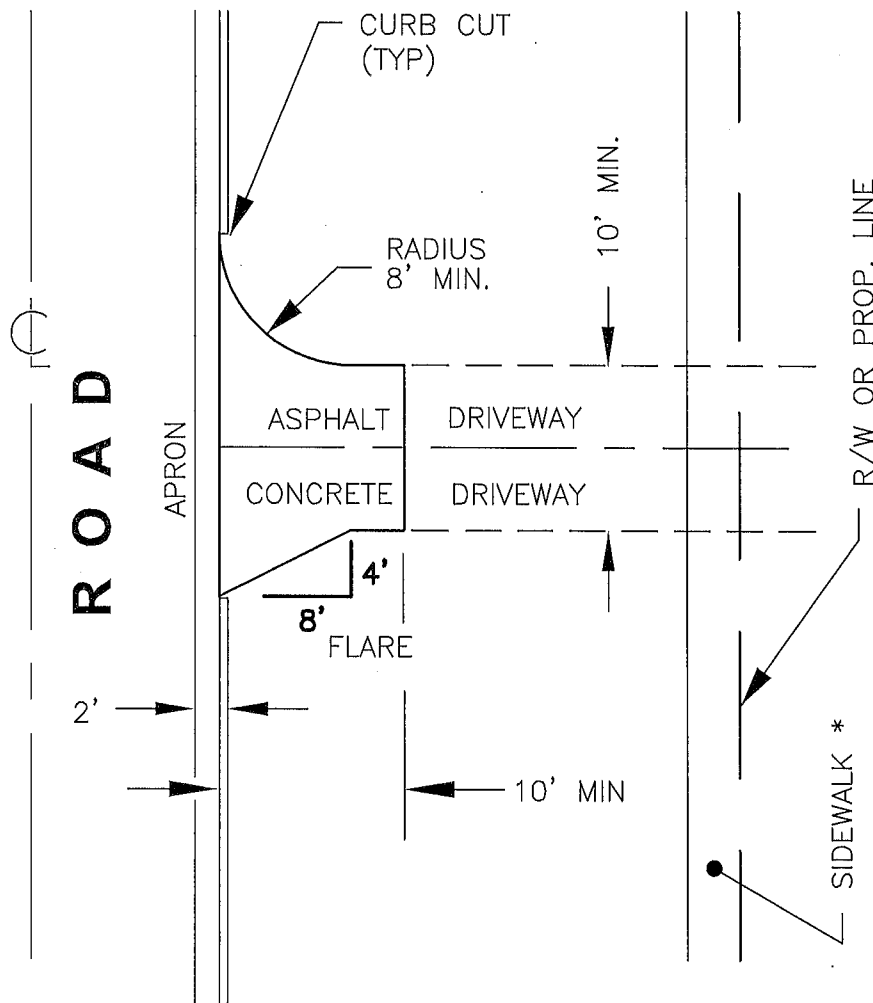 CURB CUT
(TYP)
10' MIN.
RADIUS
8' MIN.
R/W OR PROP. LINE
CL
ROAD
APRON
ASPHALT DRIVEWAY
CONCRETE DRIVEWAY
4'
8'
FLARE
2'
10' MIN
SIDEWALK *